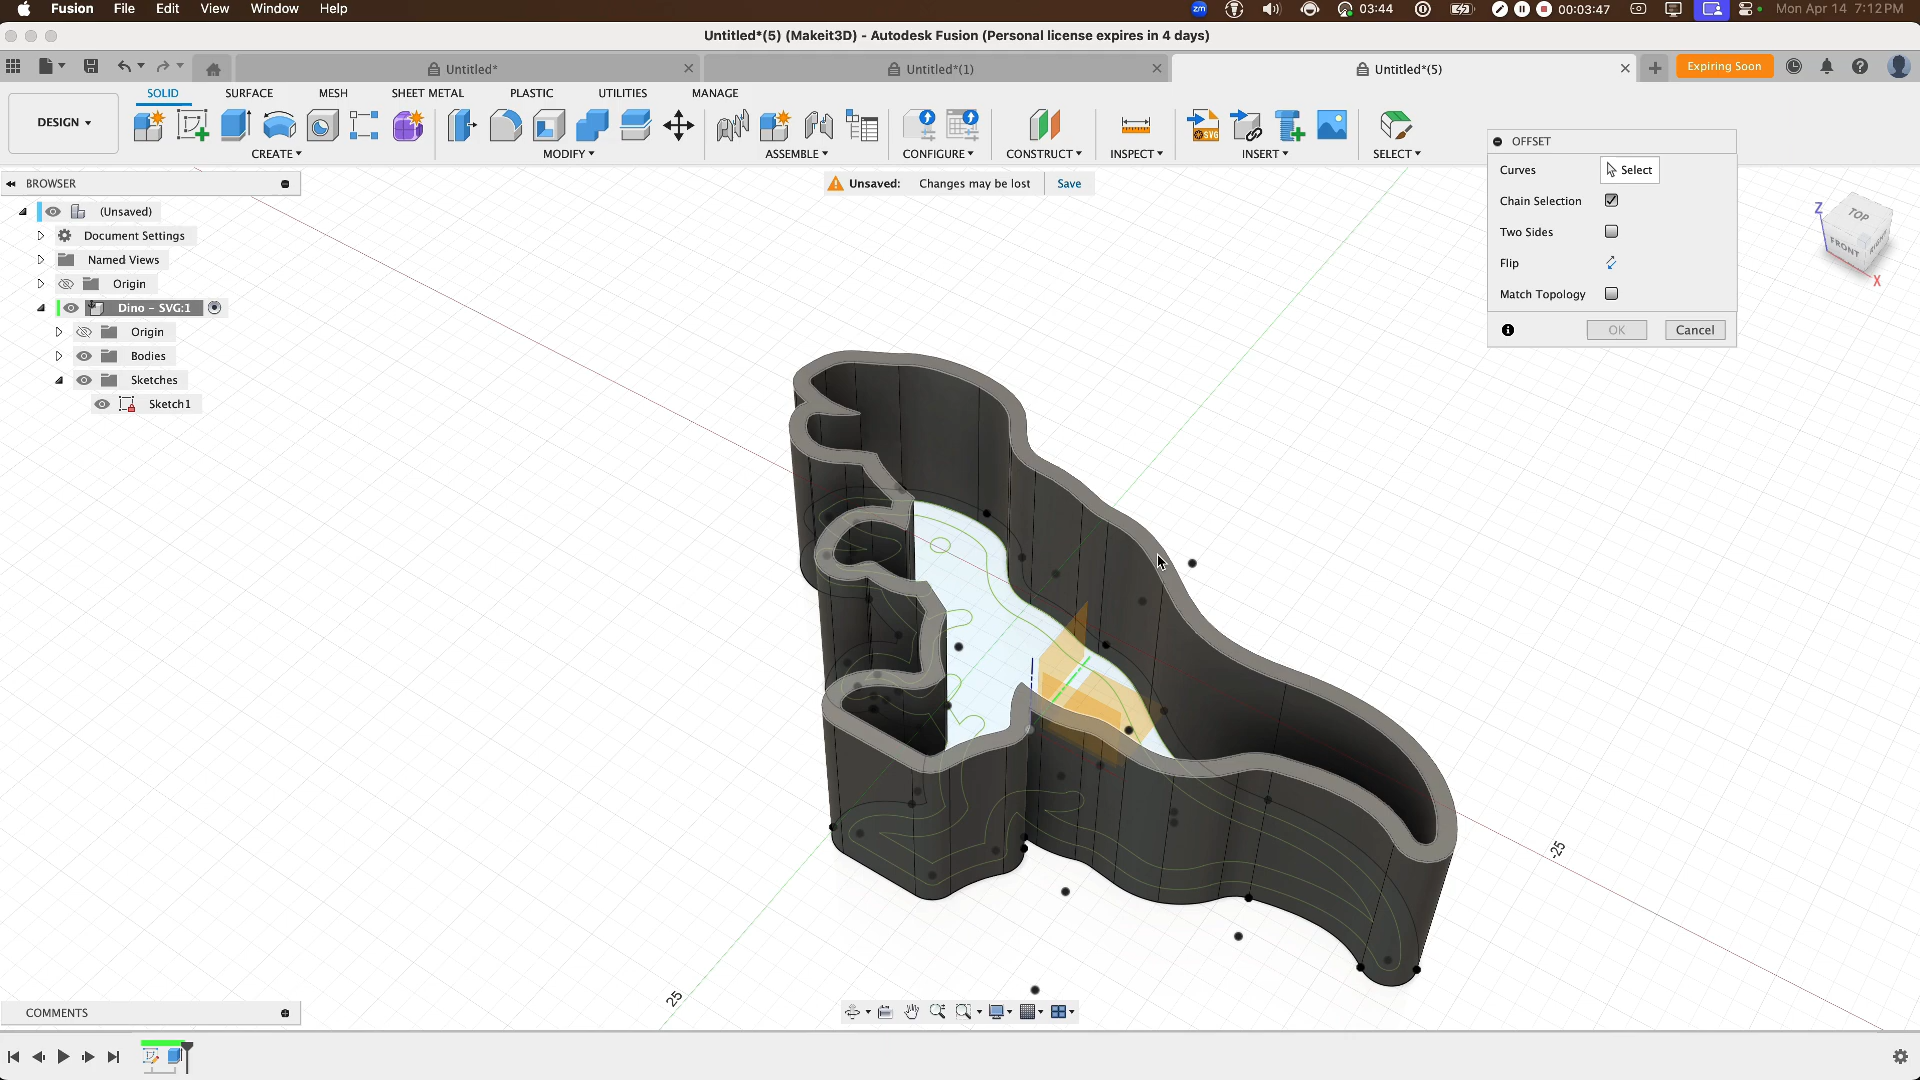 Fusion File Edit View Window Help zm 03:44 00:03:47 Mon Apr 14 7:12 PM
Untitled*(5) (Makeit3D) - Autodesk Fusion (Personal license expires in 4 days)
Untitled* Untitled*(1) Untitled*(5) Expiring Soon
SOLID SURFACE MESH SHEET METAL PLASTIC UTILITIES MANAGE
DESIGN
SVG
CREATE MODIFY ASSEMBLE CONFIGURE CONSTRUCT INSPECT INSERT SELECT
OFFSET
Curves Select
Chain Selection
Two Sides
Flip
Match Topology
OK Cancel
BROWSER
Unsaved: Changes may be lost Save
(Unsaved)
Document Settings
Named Views
Origin
Dino - SVG:1
Origin
Bodies
Sketches
Sketch1
Z
TOP
FRONT
RIGHT
X
-25
25
COMMENTS